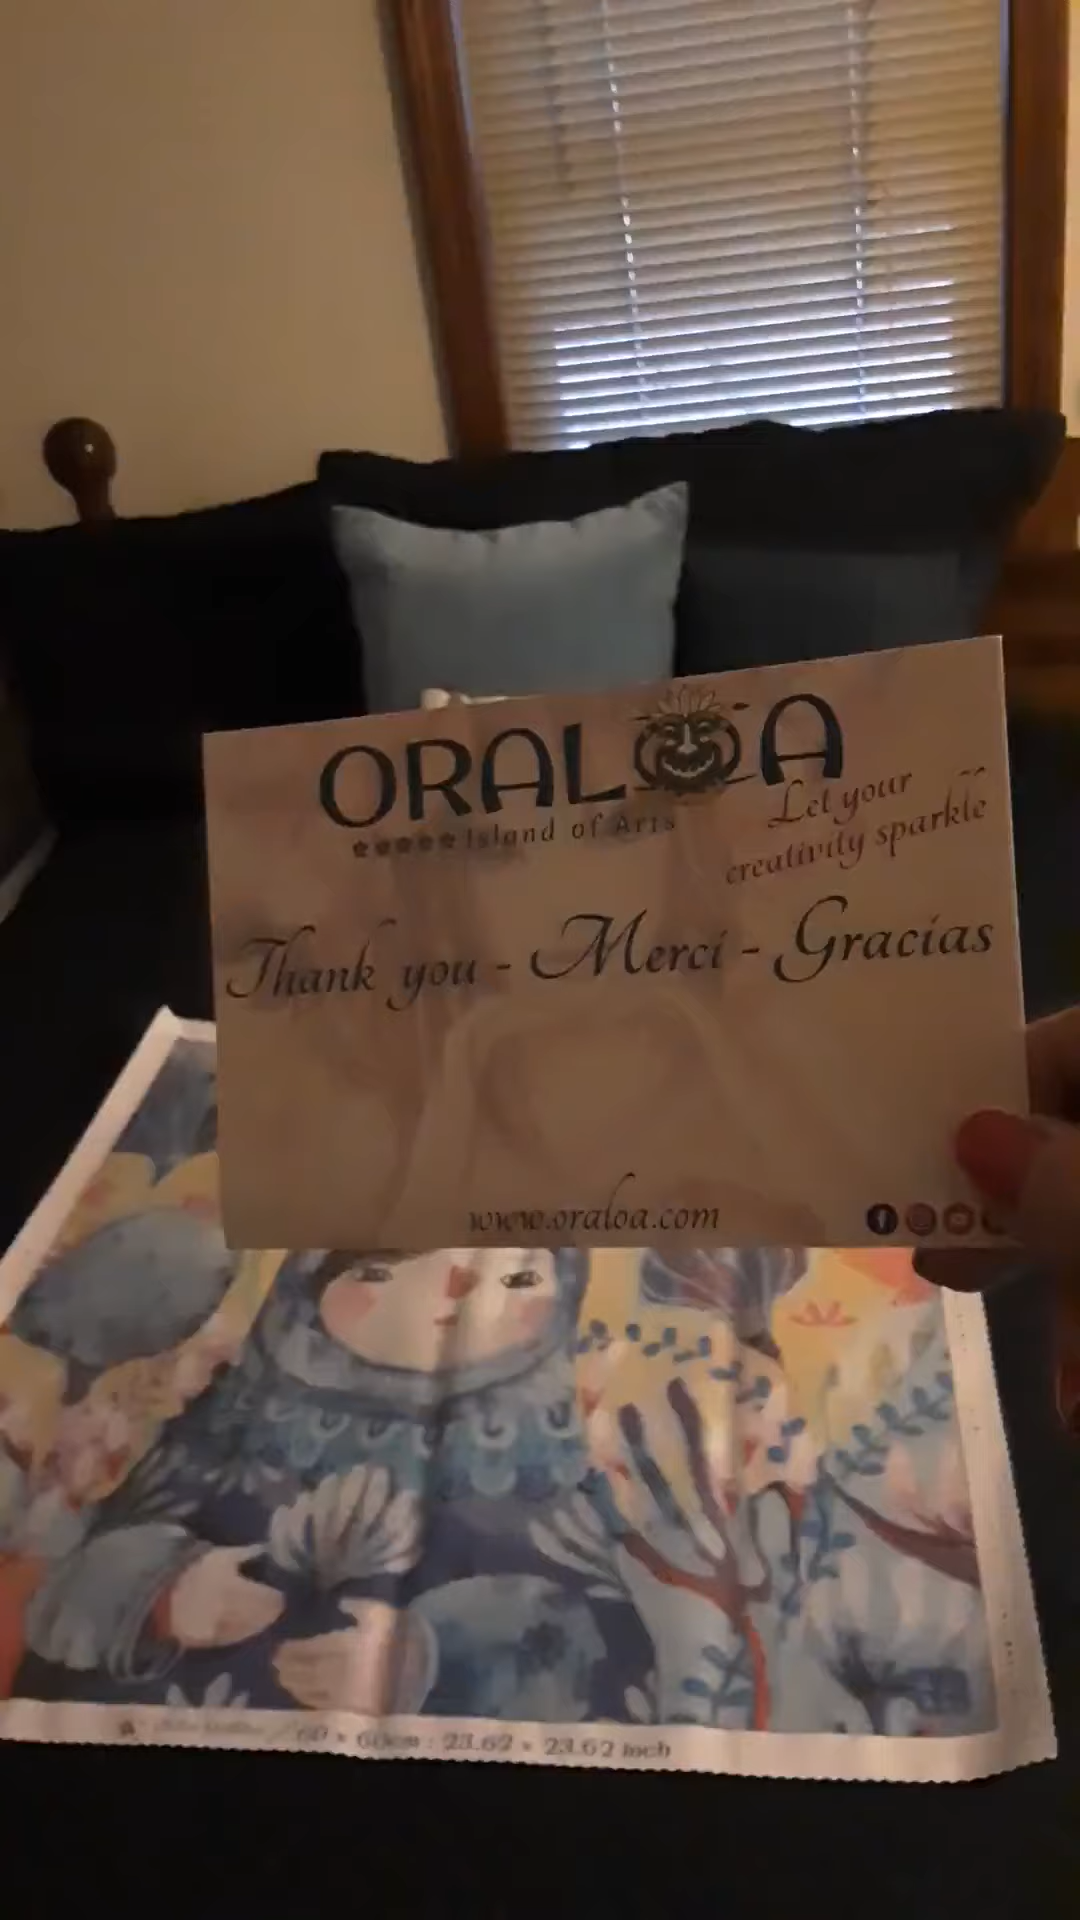 ORALOA
Island of Arts
Let your
creativity sparkle
Thank you - Merci - Gracias
www.oraloa.com
60 × 60cm : 23.62 × 23.62 inch